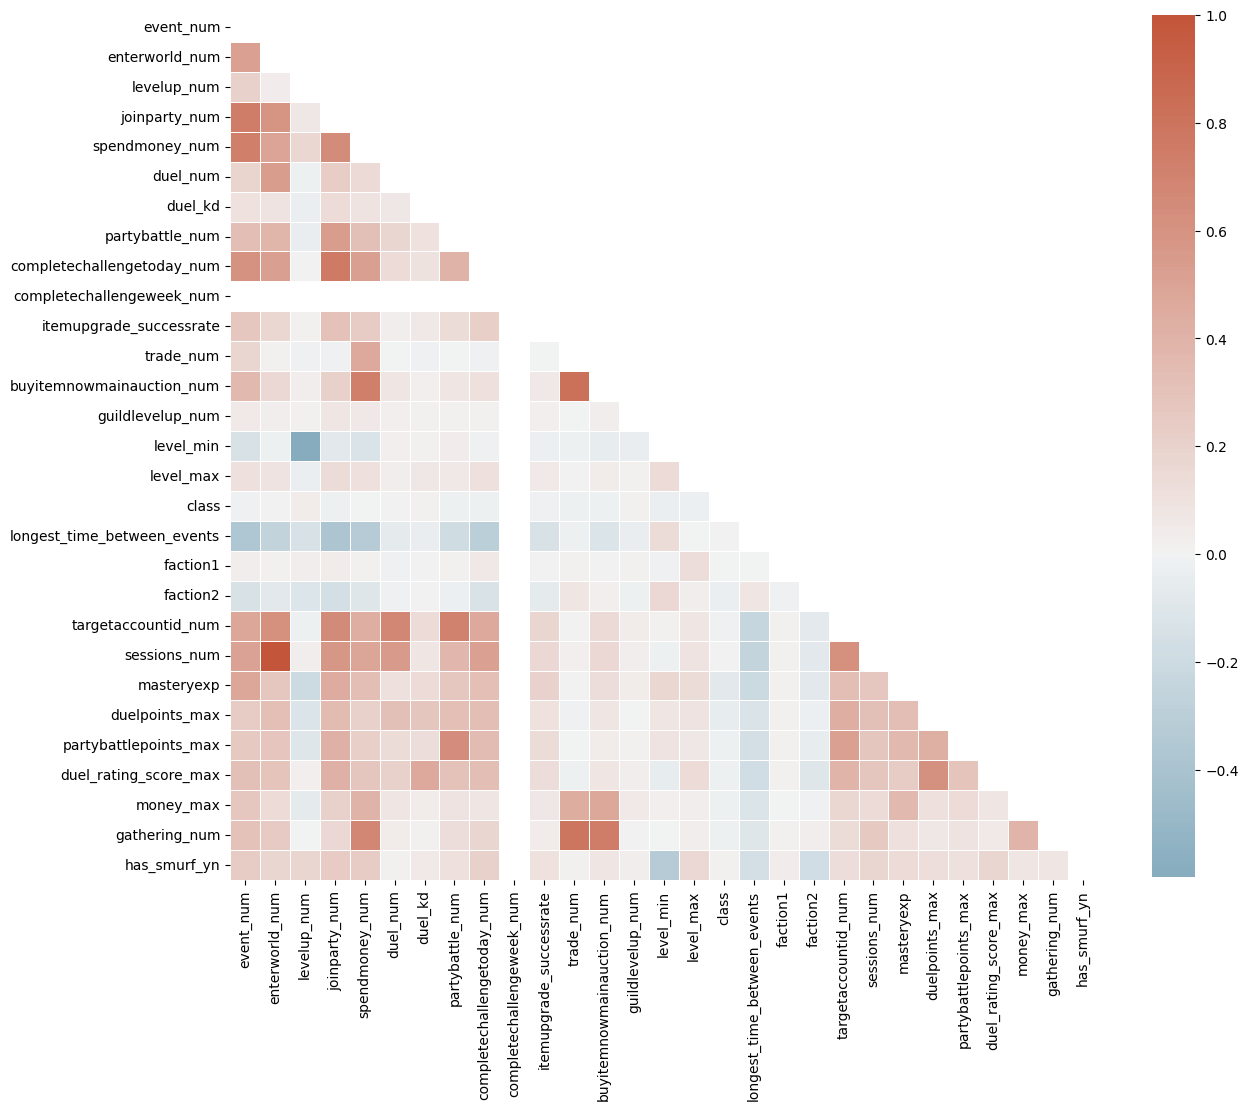 event_num
enterworld_num
levelup_num
joinparty_num
spendmoney_num
duel_num
duel_kd
partybattle_num
completechallengetoday_num
completechallengeweek_num
itemupgrade_successrate
trade_num
buyitemnowmainauction_num
guildlevelup_num
level_min
level_max
class
longest_time_between_events
faction1
faction2
targetaccountid_num
sessions_num
masteryexp
duelpoints_max
partybattlepoints_max
duel_rating_score_max
money_max
gathering_num
has_smurf_yn
event_num
enterworld_num
levelup_num
joinparty_num
spendmoney_num
duel_num
duel_kd
partybattle_num
completechallengetoday_num
completechallengeweek_num
itemupgrade_successrate
trade_num
buyitemnowmainauction_num
guildlevelup_num
level_min
level_max
class
longest_time_between_events
faction1
faction2
targetaccountid_num
sessions_num
masteryexp
duelpoints_max
partybattlepoints_max
duel_rating_score_max
money_max
gathering_num
has_smurf_yn
1.0
0.8
0.6
0.4
0.2
0.0
−0.2
−0.4